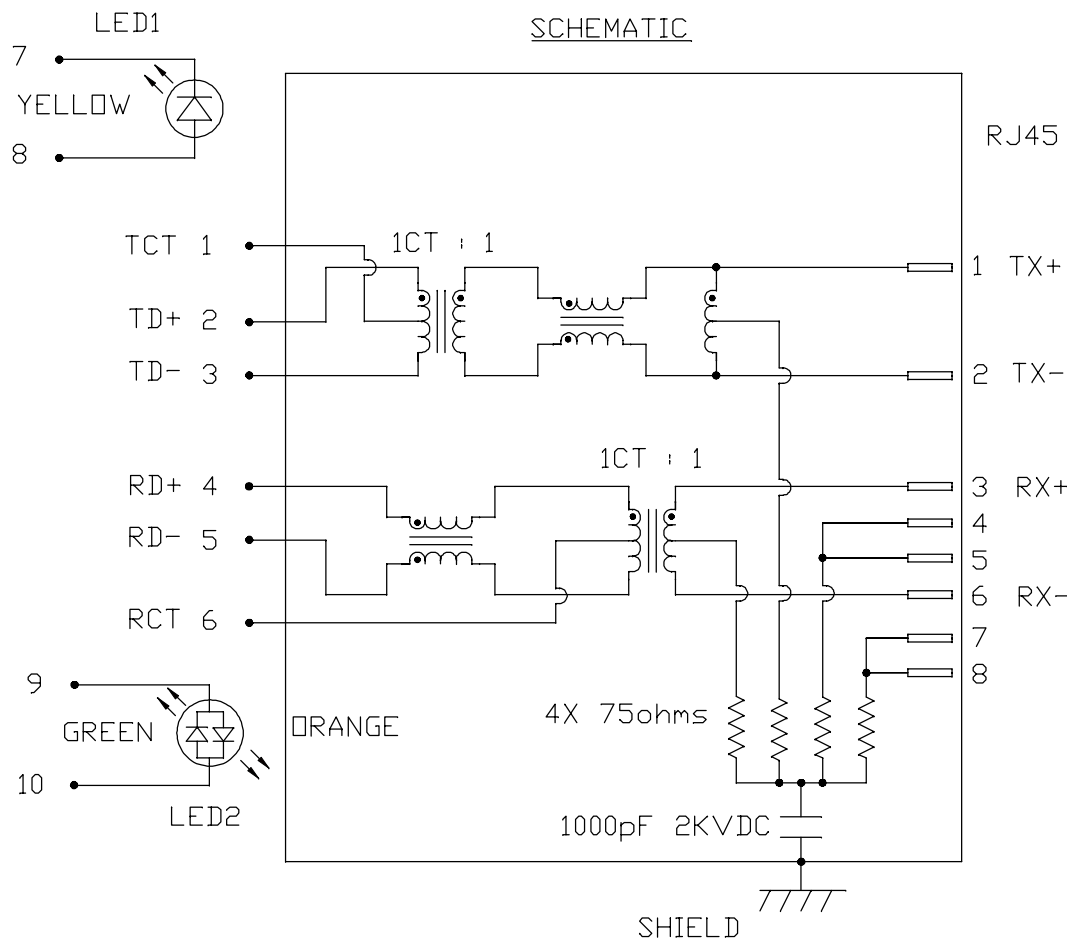 SCHEMATIC
LED1
7
YELLOW
8
RJ45
TCT 1
1CT : 1
1 TX+
TD+ 2
TD- 3
2 TX-
1CT : 1
RD+ 4
3 RX+
4
RD- 5
5
6 RX-
RCT 6
7
8
9
GREEN
ORANGE
4X 75ohms
10
LED2
1000pF 2KVDC
SHIELD